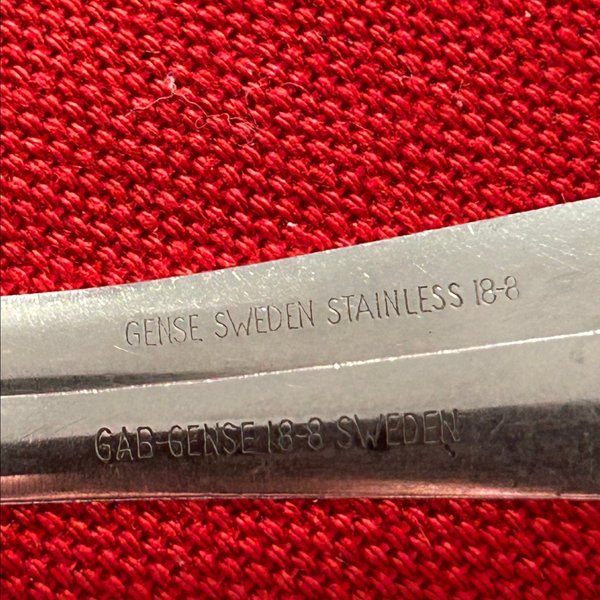 GENSE SWEDEN STAINLESS 18-8
GAB-GENSE 18-8 SWEDEN